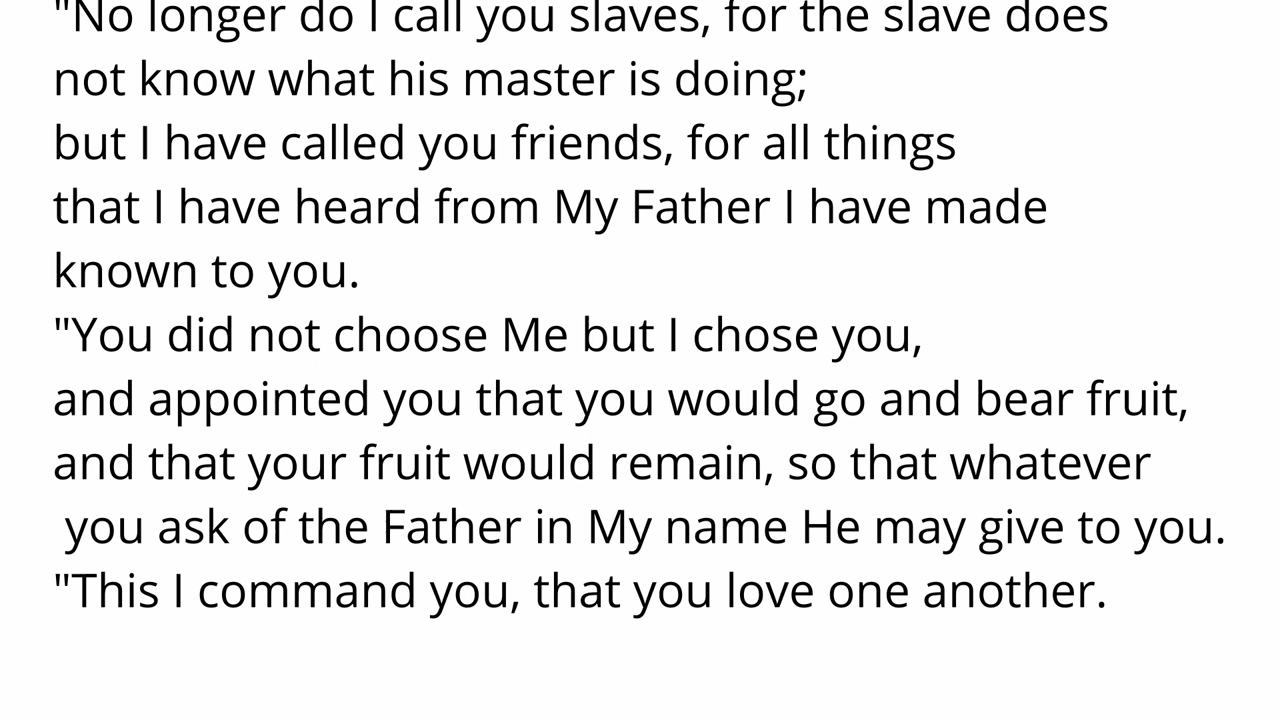 "No longer do I call you slaves, for the slave does
not know what his master is doing;
but I have called you friends, for all things
that I have heard from My Father I have made
known to you.
"You did not choose Me but I chose you,
and appointed you that you would go and bear fruit,
and that your fruit would remain, so that whatever
you ask of the Father in My name He may give to you.
"This I command you, that you love one another.